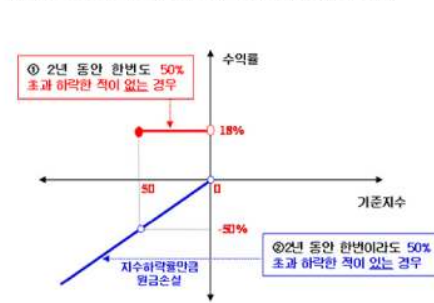 수익률
① 2년 동안 한번도 50%
초과 하락한 적이 없는 경우
18%
50
0
기준지수
-50%
②2년 동안 한번이라도 50%
초과 하락한 적이 있는 경우
지수하락률만큼
원금손실